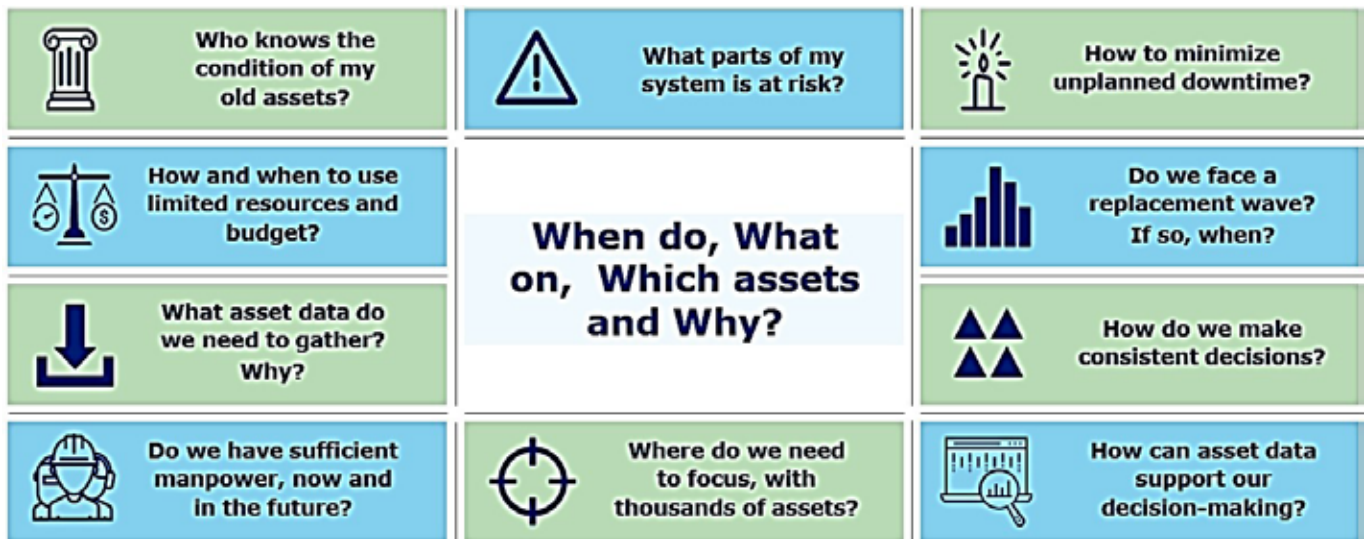 Who knows the
condition of my
old assets?
What parts of my
system is at risk?
How to minimize
unplanned downtime?
How and when to use
limited resources and
budget?
When do, What
on, Which assets
and Why?
Do we face a
replacement wave?
If so, when?
What asset data do
we need to gather?
Why?
How do we make
consistent decisions?
Do we have sufficient
manpower, now and
in the future?
Where do we need
to focus, with
thousands of assets?
How can asset data
support our
decision-making?